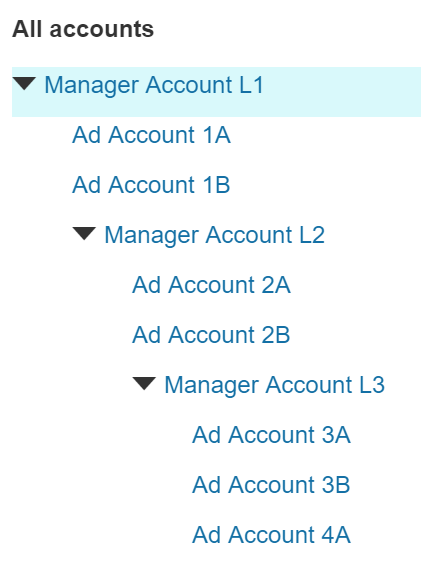 All accounts
Manager Account L1
Ad Account 1A
Ad Account 1B
Manager Account L2
Ad Account 2A
Ad Account 2B
Manager Account L3
Ad Account 3A
Ad Account 3B
Ad Account 4A